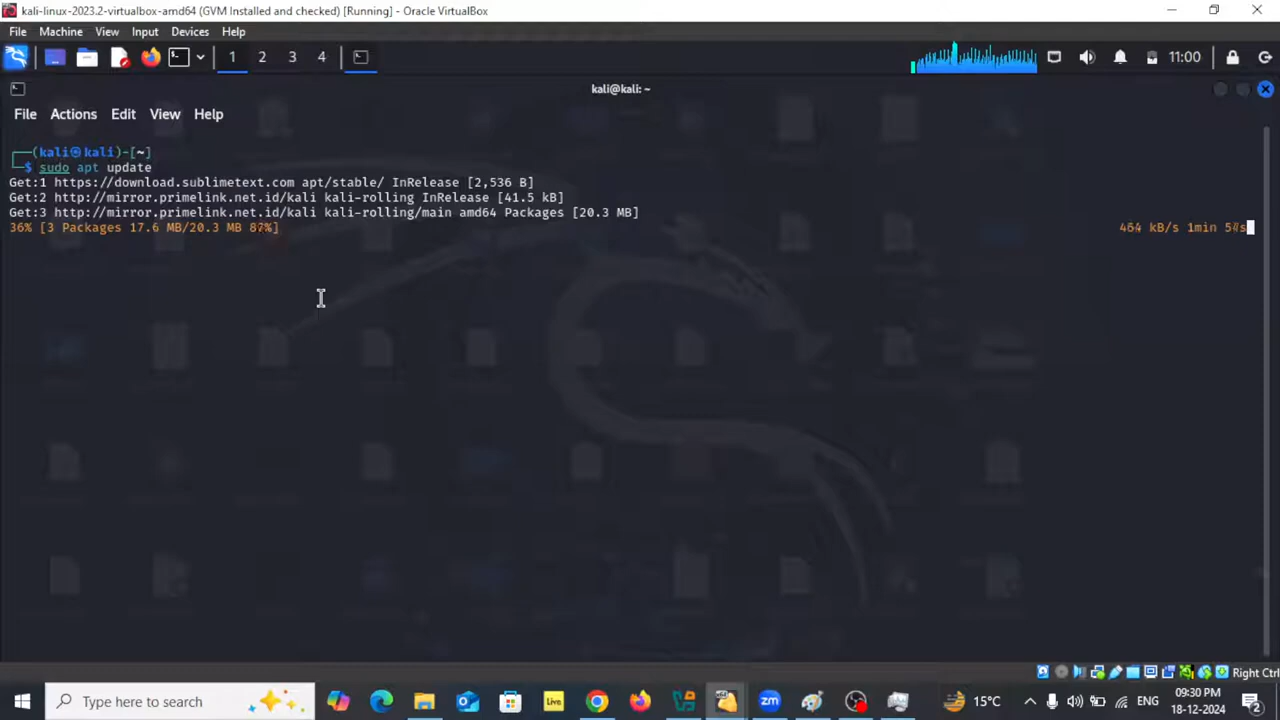 kali-linux-2023.2-virtualbox-amd64 (GVM Installed and checked) [Running] - Oracle VirtualBox
File Machine View Input Devices Help
1 2 3 4 11:00
kali@kali: ~
File Actions Edit View Help
(kali㉿kali)-[~]
$ sudo apt update
Get:1 https://download.sublimetext.com apt/stable/ InRelease [2,536 B]
Get:2 http://mirror.primelink.net.id/kali kali-rolling InRelease [41.5 kB]
Get:3 http://mirror.primelink.net.id/kali kali-rolling/main amd64 Packages [20.3 MB]
36% [3 Packages 17.6 MB/20.3 MB 87%] kB/s 1min
Right Ctrl
Type here to search Live zm 15°C ENG 09:30 PM
18-12-2024 2